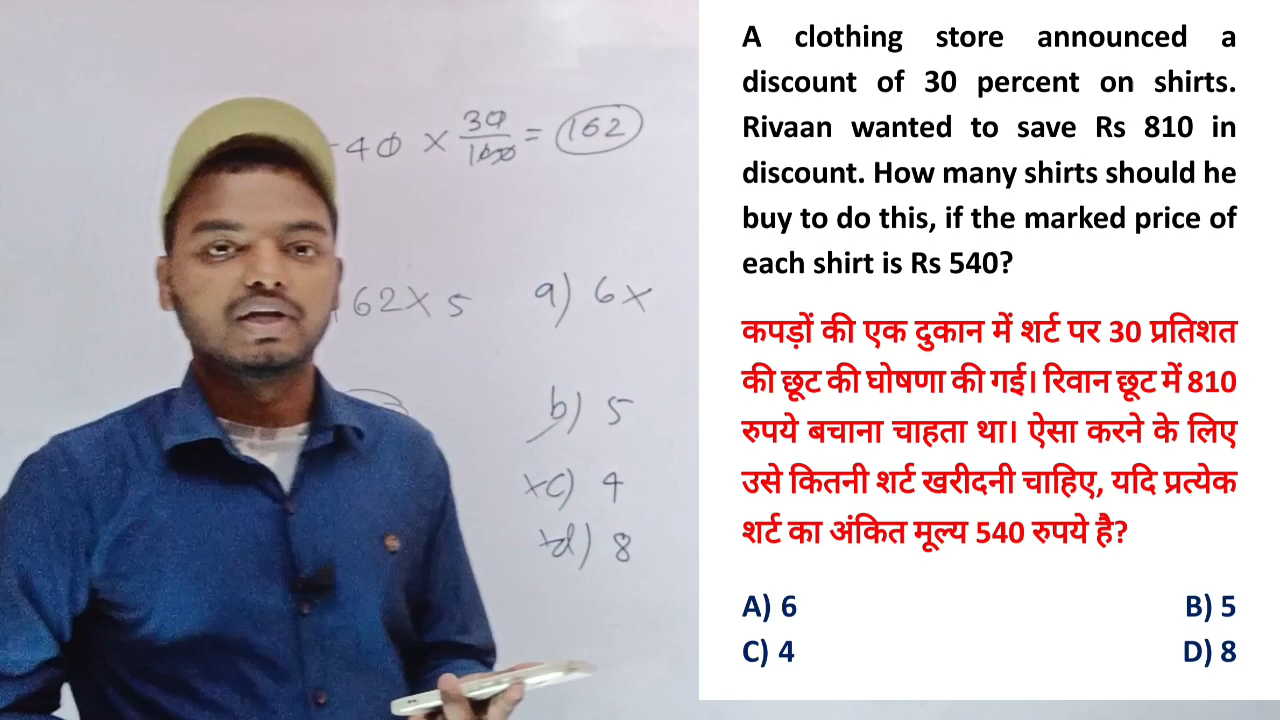 40 × 30/100 = 162
62 × 5
a) 6 ×
b) 5
×c) 4
×d) 8
A clothing store announced a
discount of 30 percent on shirts.
Rivaan wanted to save Rs 810 in
discount. How many shirts should he
buy to do this, if the marked price of
each shirt is Rs 540?
कपड़ों की एक दुकान में शर्ट पर 30 प्रतिशत
की छूट की घोषणा की गई। रिवान छूट में 810
रुपये बचाना चाहता था। ऐसा करने के लिए
उसे कितनी शर्ट खरीदनी चाहिए, यदि प्रत्येक
शर्ट का अंकित मूल्य 540 रुपये है?
A) 6 B) 5
C) 4 D) 8